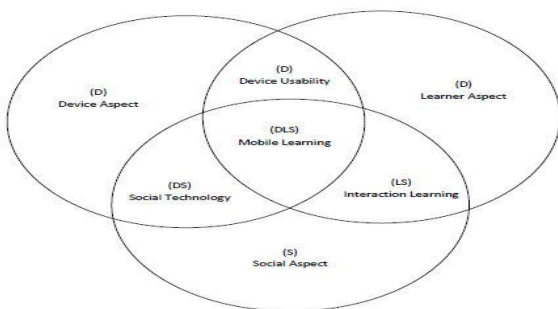 (D)
Device Usability
(D)
Device Aspect
(D)
Learner Aspect
(DLS)
Mobile Learning
(DS)
Social Technology
(LS)
Interaction Learning
(S)
Social Aspect